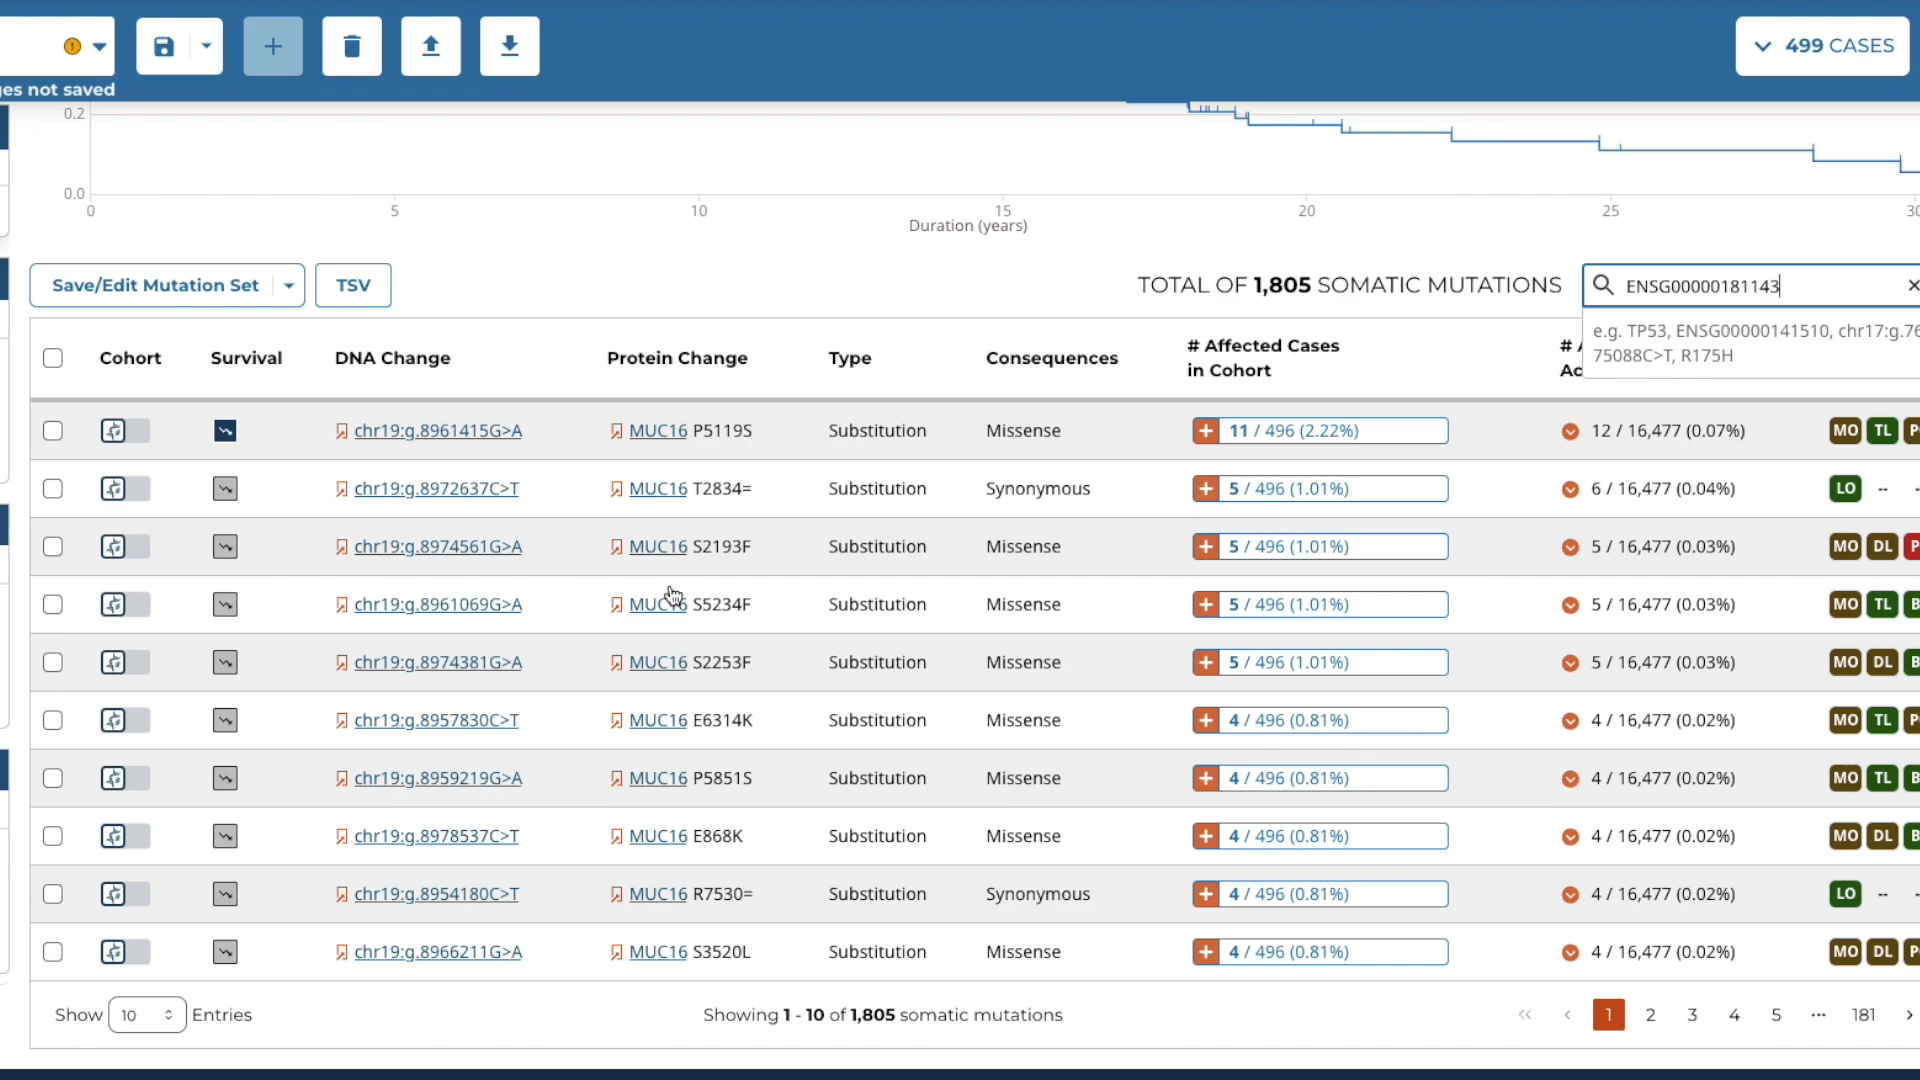 499 CASES
ges not saved
0.2
0.0
0 5 10 15 20 25 30
Duration (years)
Save/Edit Mutation Set TSV TOTAL OF 1,805 SOMATIC MUTATIONS ENSG00000181143
e.g. TP53, ENSG00000141510, chr17:g.76
75088C>T, R175H
Cohort Survival DNA Change Protein Change Type Consequences # Affected Cases
in Cohort
chr19:g.8961415G>A MUC16 P5119S Substitution Missense 11 / 496 (2.22%) 12 / 16,477 (0.07%) MO TL
chr19:g.8972637C>T MUC16 T2834= Substitution Synonymous 5 / 496 (1.01%) 6 / 16,477 (0.04%) LO --
chr19:g.8974561G>A MUC16 S2193F Substitution Missense 5 / 496 (1.01%) 5 / 16,477 (0.03%) MO DL
chr19:g.8961069G>A MUC16 S5234F Substitution Missense 5 / 496 (1.01%) 5 / 16,477 (0.03%) MO TL
chr19:g.8974381G>A MUC16 S2253F Substitution Missense 5 / 496 (1.01%) 5 / 16,477 (0.03%) MO DL
chr19:g.8957830C>T MUC16 E6314K Substitution Missense 4 / 496 (0.81%) 4 / 16,477 (0.02%) MO TL
chr19:g.8959219G>A MUC16 P5851S Substitution Missense 4 / 496 (0.81%) 4 / 16,477 (0.02%) MO TL
chr19:g.8978537C>T MUC16 E868K Substitution Missense 4 / 496 (0.81%) 4 / 16,477 (0.02%) MO DL
chr19:g.8954180C>T MUC16 R7530= Substitution Synonymous 4 / 496 (0.81%) 4 / 16,477 (0.02%) LO --
chr19:g.8966211G>A MUC16 S3520L Substitution Missense 4 / 496 (0.81%) 4 / 16,477 (0.02%) MO DL
Show 10 Entries Showing 1 - 10 of 1,805 somatic mutations « ‹ 1 2 3 4 5 ... 181 ›